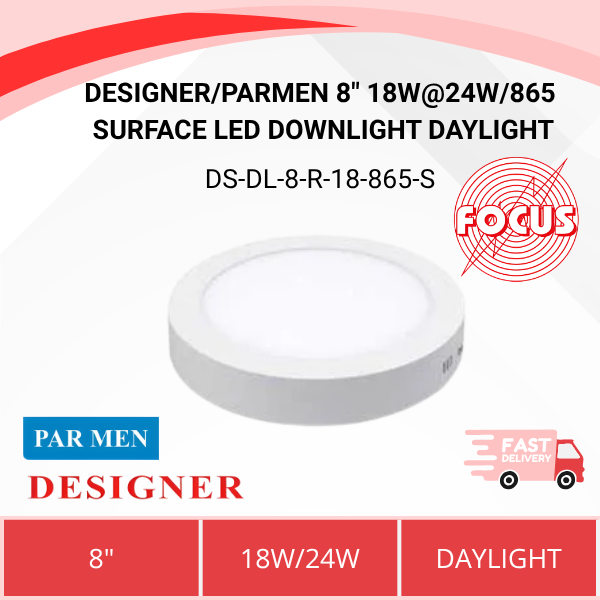 DESIGNER/PARMEN 8" 18W@24W/865
SURFACE LED DOWNLIGHT DAYLIGHT
DS-DL-8-R-18-865-S
FOCUS
PAR MEN
DESIGNER
FAST
DELIVERY
8"
18W/24W
DAYLIGHT